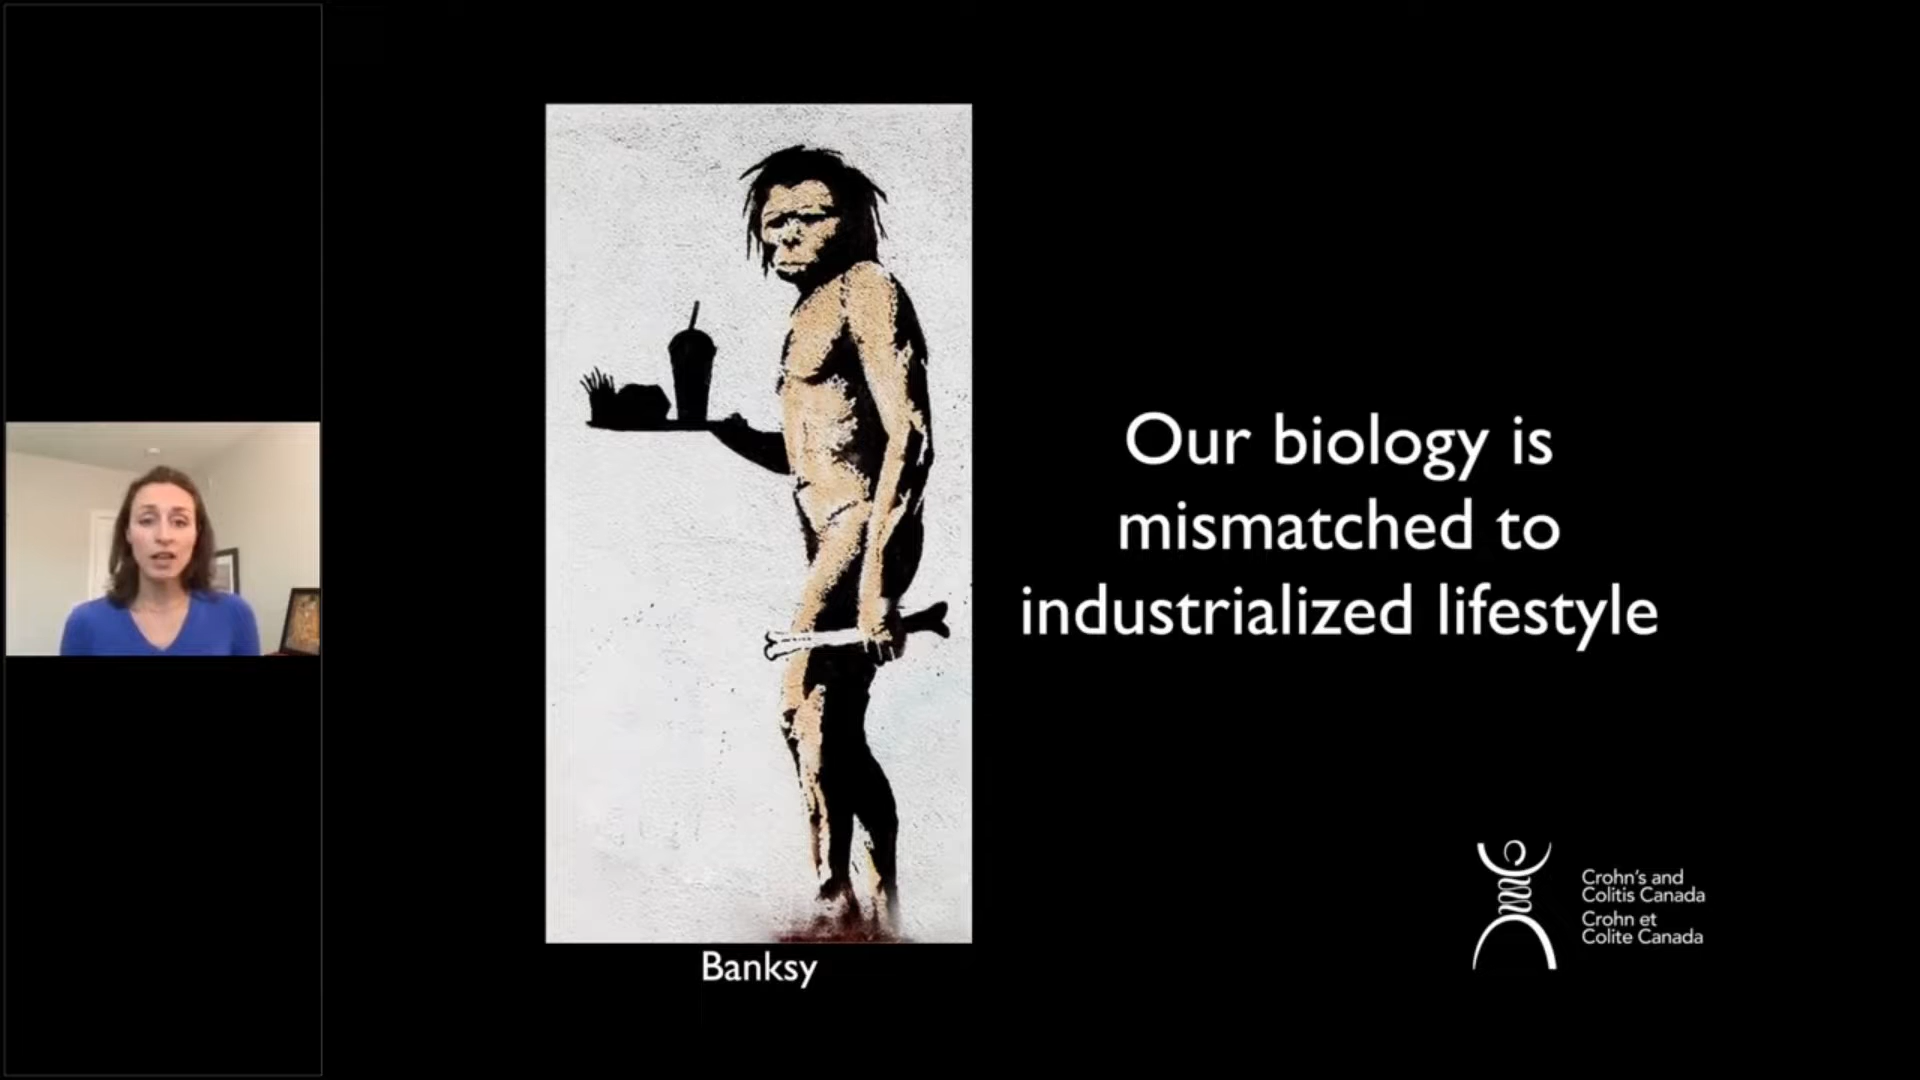 Our biology is
mismatched to
industrialized lifestyle
Banksy
Crohn's and
Colitis Canada
Crohn et
Colite Canada